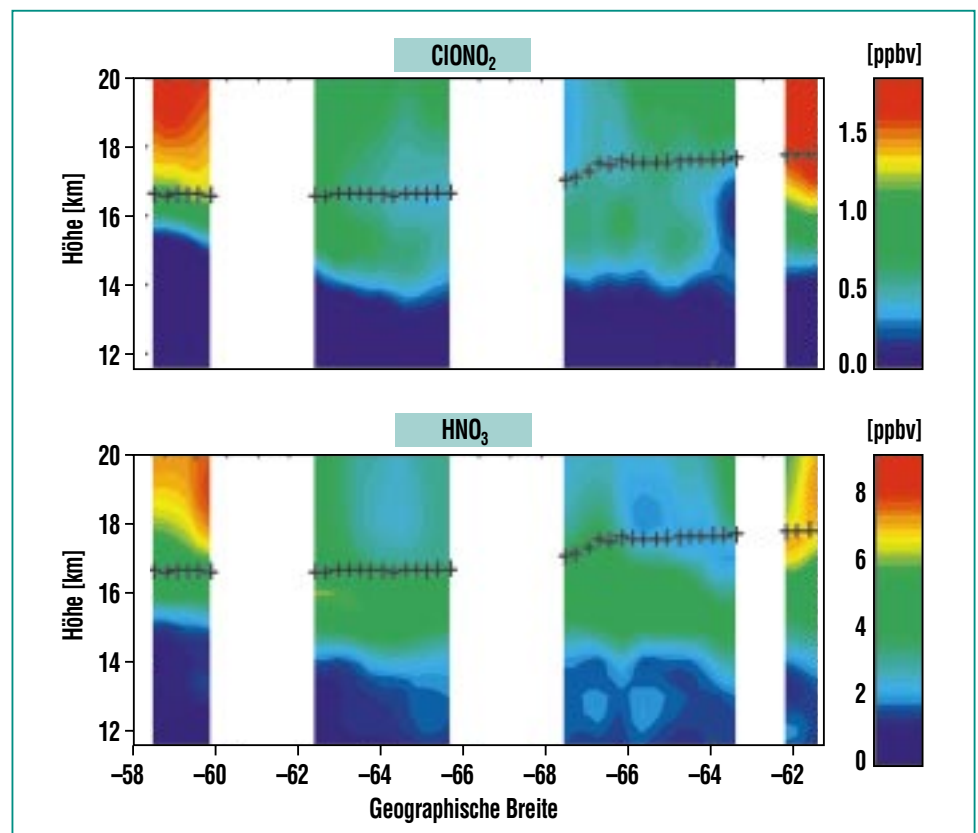 ClONO₂
[ppbv]
Höhe [km]
20
18
16
14
12
1.5
1.0
0.5
0.0
HNO₃
[ppbv]
Höhe [km]
20
18
16
14
12
8
6
4
2
0
–58 –60 –62 –64 –66 –68 –66 –64 –62
Geographische Breite